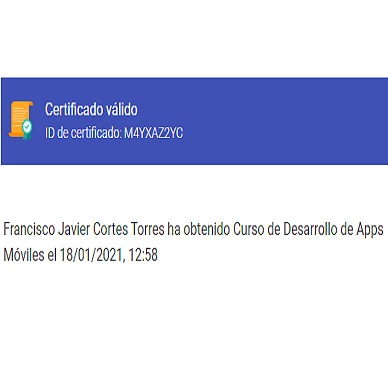 Certificado válido
ID de certificado: M4YXAZ2YC
Francisco Javier Cortes Torres ha obtenido Curso de Desarrollo de Apps
Móviles el 18/01/2021, 12:58